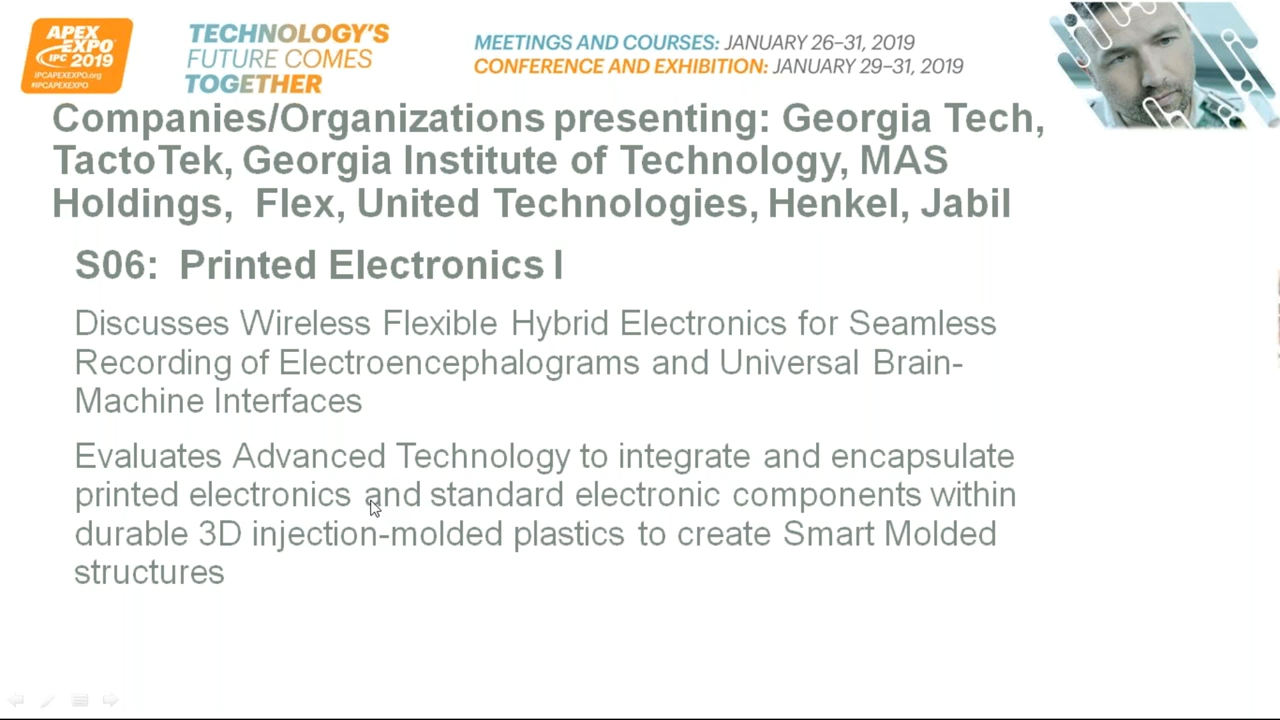 APEX
EXPO
IPC 2019
IPCAPEXEXPO.org
#IPCAPEXEXPO
TECHNOLOGY'S
FUTURE COMES
TOGETHER
MEETINGS AND COURSES: JANUARY 26–31, 2019
CONFERENCE AND EXHIBITION: JANUARY 29–31, 2019
Companies/Organizations presenting: Georgia Tech,
TactoTek, Georgia Institute of Technology, MAS
Holdings, Flex, United Technologies, Henkel, Jabil
S06: Printed Electronics I
Discusses Wireless Flexible Hybrid Electronics for Seamless
Recording of Electroencephalograms and Universal Brain-
Machine Interfaces
Evaluates Advanced Technology to integrate and encapsulate
printed electronics and standard electronic components within
durable 3D injection-molded plastics to create Smart Molded
structures